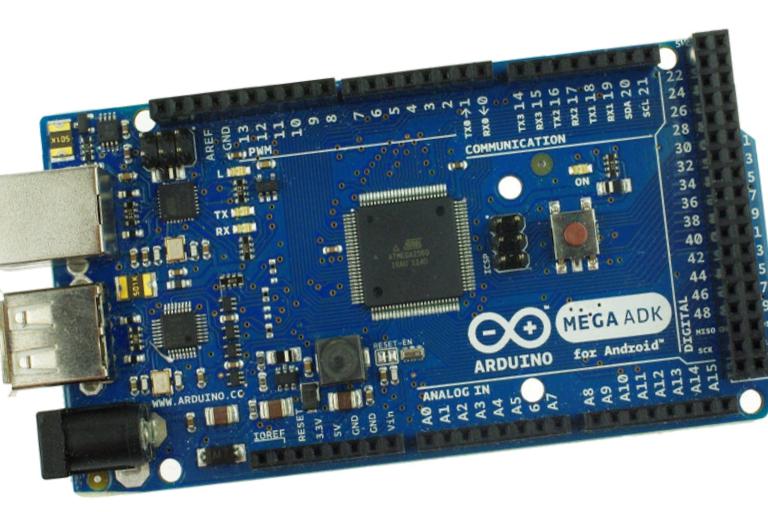 AREF
GND
13
12
11
10
9
8
7
6
5
4
3
2
TX0→1
RX0←0
TX3 14
RX3 15
TX2 16
RX2 17
TX1 18
RX1 19
SDA 20
SCL 21
PWM
COMMUNICATION
L
TX
RX
ON
ICSP
ATMEGA2560
22
24
26
28
30
32
34
36
38
40
42
44
46
48
MISO
SCK
DIGITAL
MEGA ADK
for Android™
ARDUINO
RESET-EN
WWW.ARDUINO.CC
ANALOG IN
IOREF
RESET
3.3V
5V
GND
GND
Vin
A0
A1
A2
A3
A4
A5
6
A7
A8
A9
A10
A11
A12
A13
A14
A15